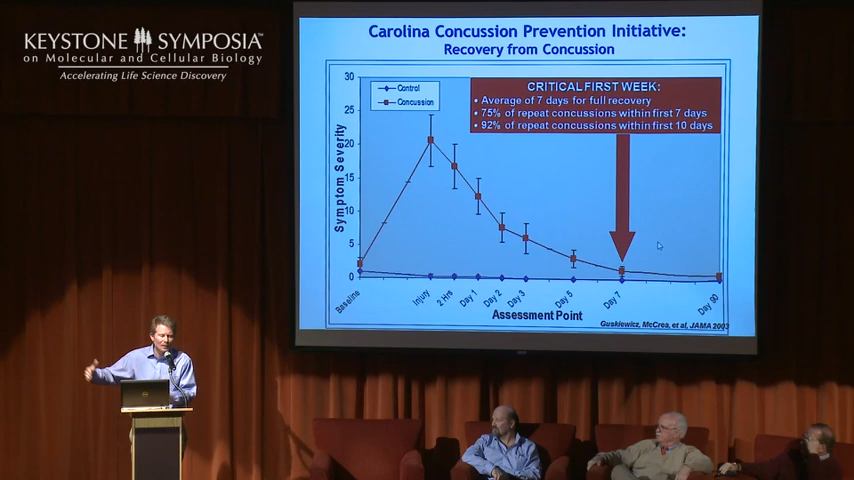 KEYSTONE SYMPOSIA™
on Molecular and Cellular Biology
Accelerating Life Science Discovery
Carolina Concussion Prevention Initiative:
Recovery from Concussion
Control
Concussion
CRITICAL FIRST WEEK:
• Average of 7 days for full recovery
• 75% of repeat concussions within first 7 days
• 92% of repeat concussions within first 10 days
Symptom Severity
30
25
20
15
10
5
0
Baseline
Injury
2 Hrs
Day 1
Day 2
Day 3
Day 5
Day 7
Day 90
Assessment Point
Guskiewicz, McCrea, et al, JAMA 2003